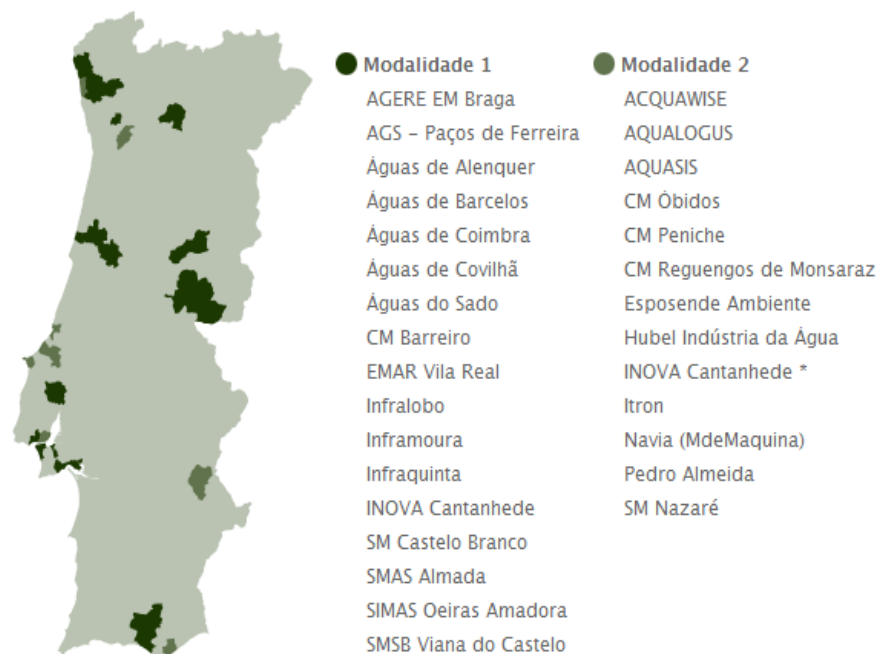 Modalidade 1
AGERE EM Braga
AGS – Paços de Ferreira
Águas de Alenquer
Águas de Barcelos
Águas de Coimbra
Águas de Covilhã
Águas do Sado
CM Barreiro
EMAR Vila Real
Infralobo
Inframoura
Infraquinta
INOVA Cantanhede
SM Castelo Branco
SMAS Almada
SIMAS Oeiras Amadora
SMSB Viana do Castelo
Modalidade 2
ACQUAWISE
AQUALOGUS
AQUASIS
CM Óbidos
CM Peniche
CM Reguengos de Monsaraz
Esposende Ambiente
Hubel Indústria da Água
INOVA Cantanhede *
Itron
Navia (MdeMaquina)
Pedro Almeida
SM Nazaré